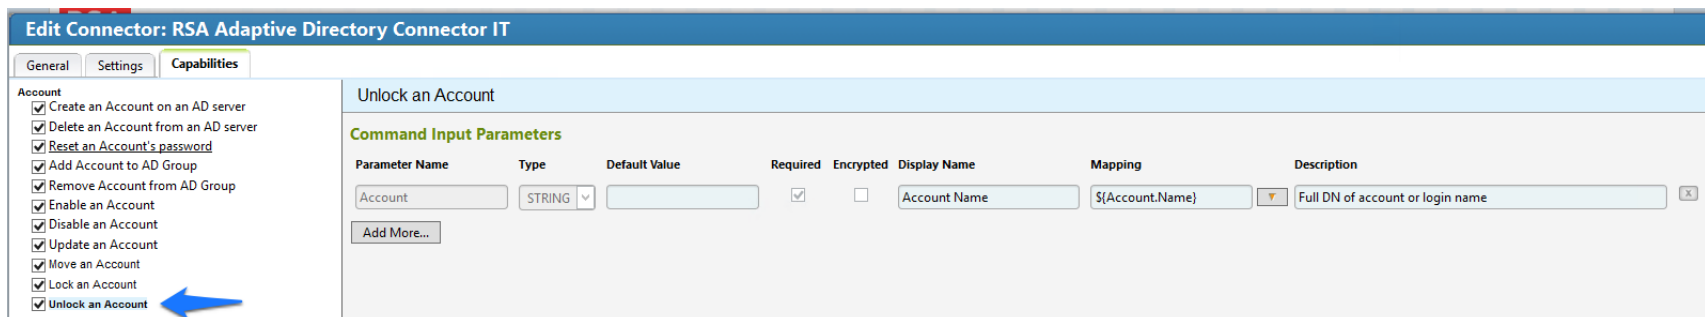 Edit Connector: RSA Adaptive Directory Connector IT
General Settings Capabilities
Account
Create an Account on an AD server
Delete an Account from an AD server
Reset an Account's password
Add Account to AD Group
Remove Account from AD Group
Enable an Account
Disable an Account
Update an Account
Move an Account
Lock an Account
Unlock an Account
Unlock an Account
Command Input Parameters
Parameter Name Type Default Value Required Encrypted Display Name Mapping Description
Account STRING Account Name ${Account.Name} Full DN of account or login name x
Add More...